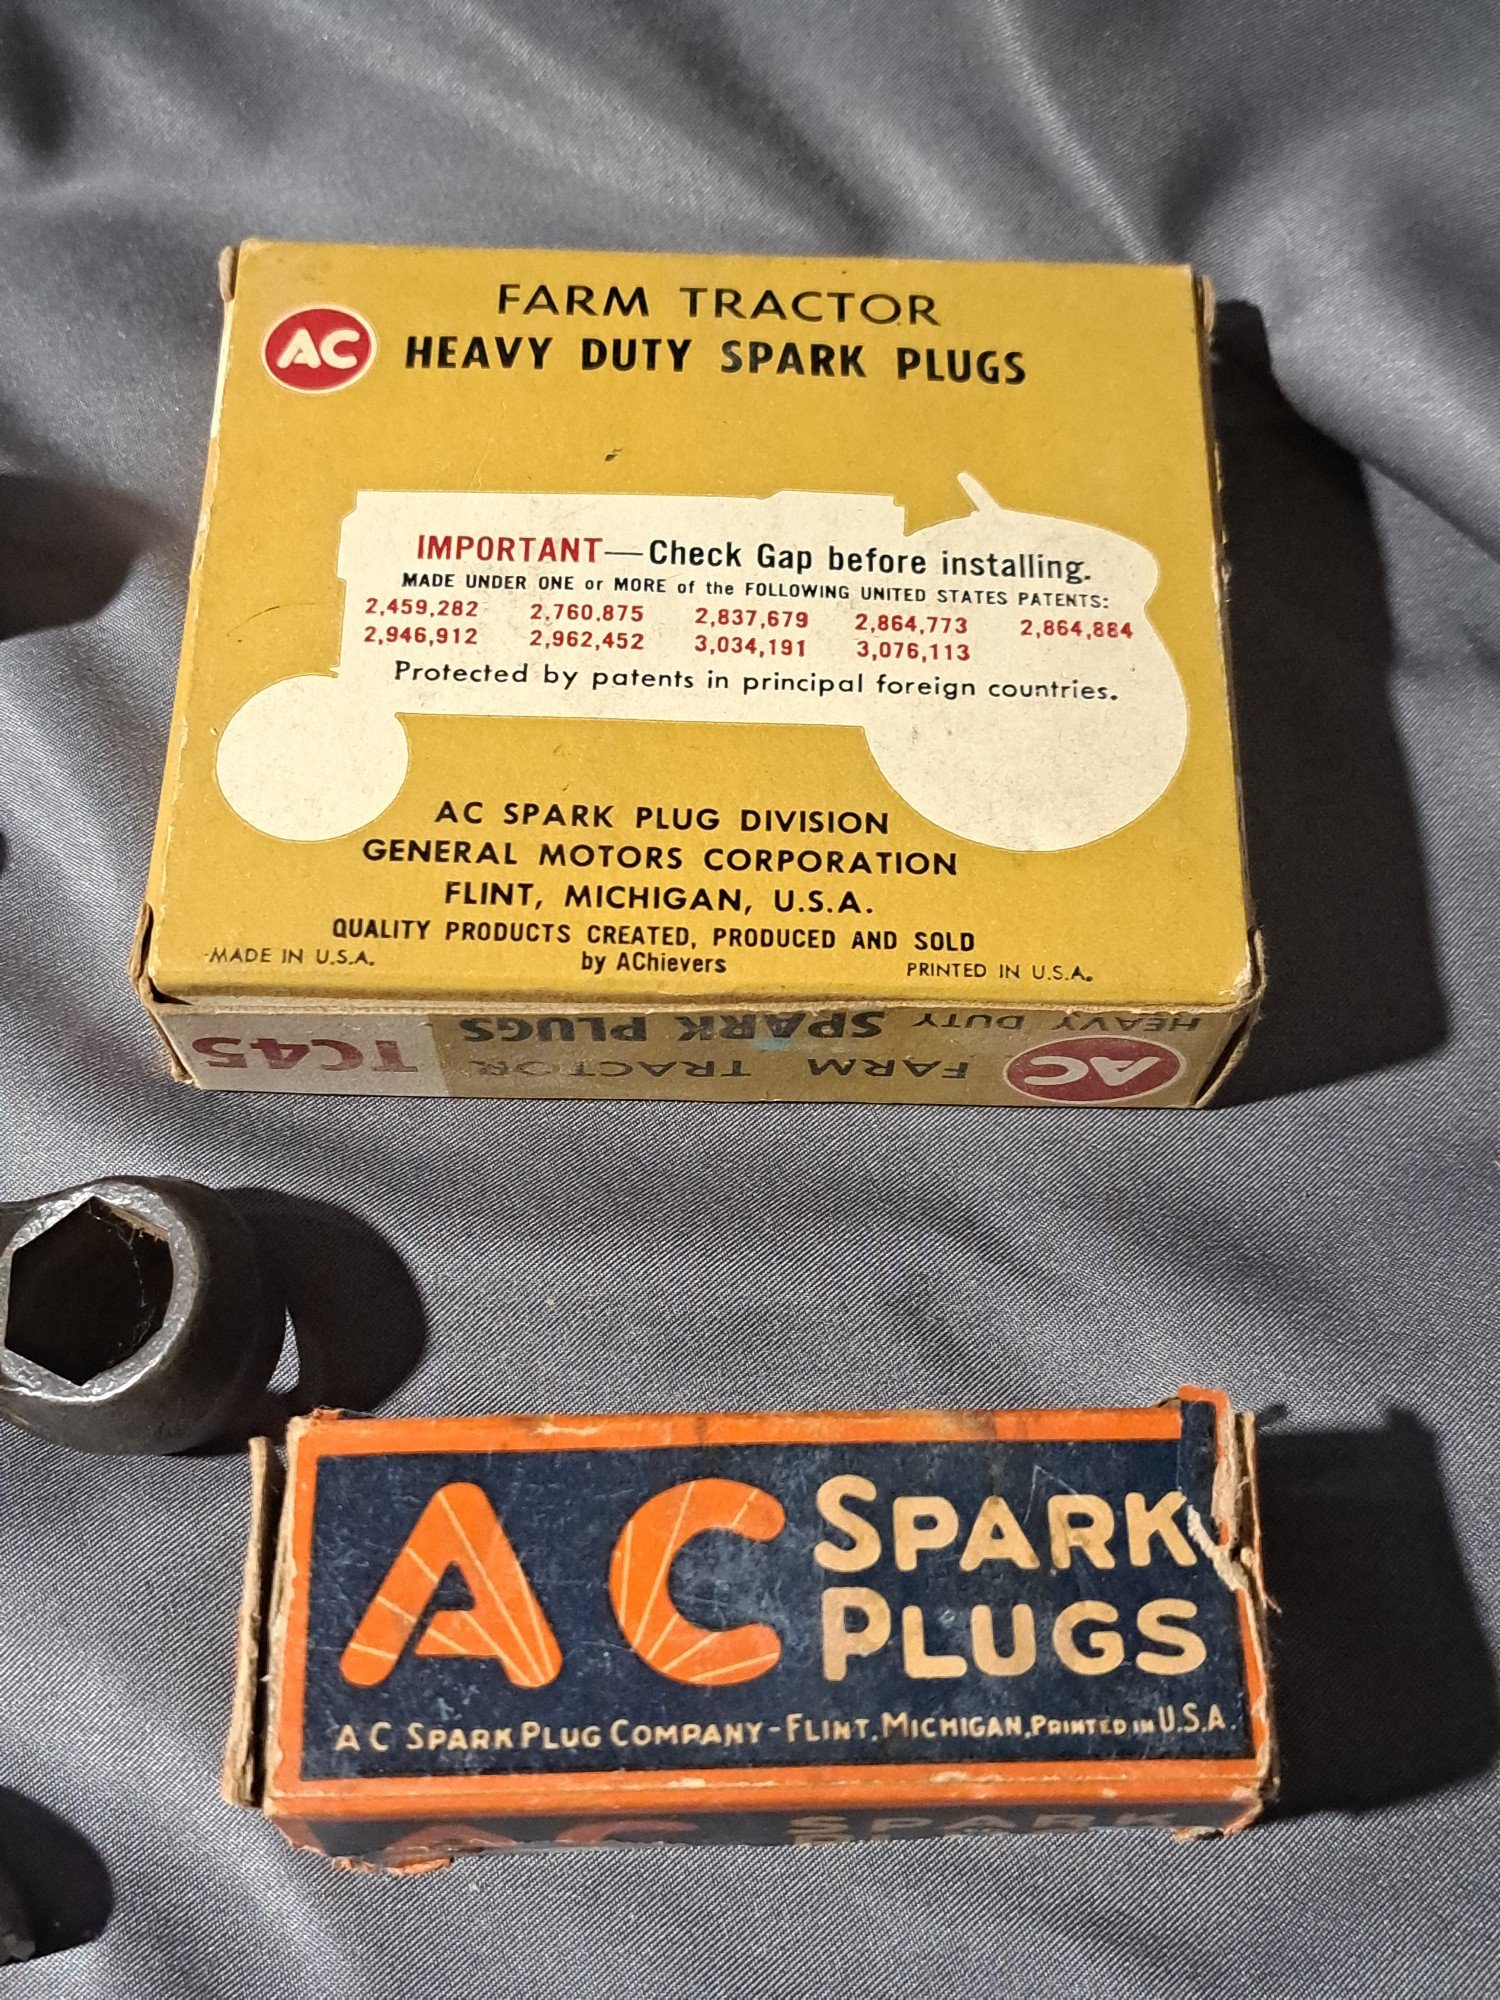 FARM TRACTOR
AC
HEAVY DUTY SPARK PLUGS
IMPORTANT—Check Gap before installing.
MADE UNDER ONE or MORE of the FOLLOWING UNITED STATES PATENTS:
2,459,282 2,760,875 2,837,679 2,864,773 2,864,884
2,946,912 2,962,452 3,034,191 3,076,113
Protected by patents in principal foreign countries.
AC SPARK PLUG DIVISION
GENERAL MOTORS CORPORATION
FLINT, MICHIGAN, U.S.A.
QUALITY PRODUCTS CREATED, PRODUCED AND SOLD
by AChievers
MADE IN U.S.A.
PRINTED IN U.S.A.
AC
FARM TRACTOR
HEAVY DUTY SPARK PLUGS
TC45
AC SPARK
PLUGS
AC SPARK PLUG COMPANY-FLINT, MICHIGAN, PRINTED IN U.S.A.
AC SPARK